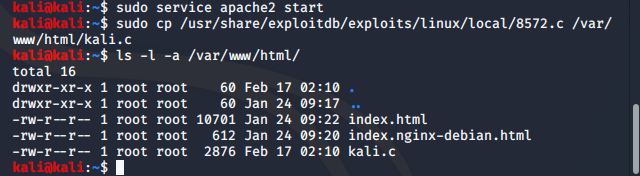 kali@kali:~$ sudo service apache2 start
kali@kali:~$ sudo cp /usr/share/exploitdb/exploits/linux/local/8572.c /var/
www/html/kali.c
kali@kali:~$ ls -l -a /var/www/html/
total 16
drwxr-xr-x 1 root root    60 Feb 17 02:10 .
drwxr-xr-x 1 root root    60 Jan 24 09:17 ..
-rw-r--r-- 1 root root 10701 Jan 24 09:22 index.html
-rw-r--r-- 1 root root   612 Jan 24 09:20 index.nginx-debian.html
-rw-r--r-- 1 root root  2876 Feb 17 02:10 kali.c
kali@kali:~$